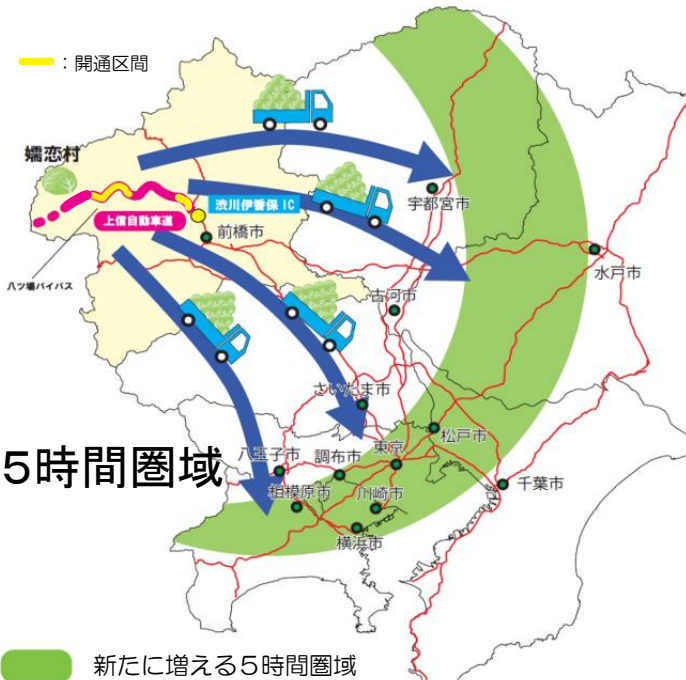 ：開通区間
嬬恋村
渋川伊香保 IC
宇都宮市
上信自動車道
前橋市
水戸市
八ツ場バイパス
古河市
さいたま市
松戸市
八王子市
調布市
東京
5時間圏域
千葉市
相模原市
川崎市
横浜市
新たに増える5時間圏域